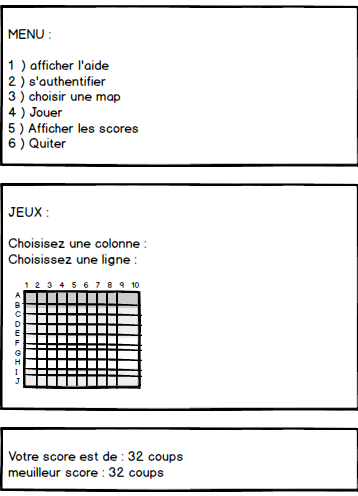 MENU :
1 ) afficher l'aide
2 ) s'authentifier
3 ) choisir une map
4 ) Jouer
5 ) Afficher les scores
6 ) Quiter
JEUX :
Choisisez une colonne :
Choisissez une ligne :
1 2 3 4 5 6 7 8 9 10
A
B
C
D
E
F
G
H
I
J
Votre score est de : 32 coups
meuilleur score : 32 coups